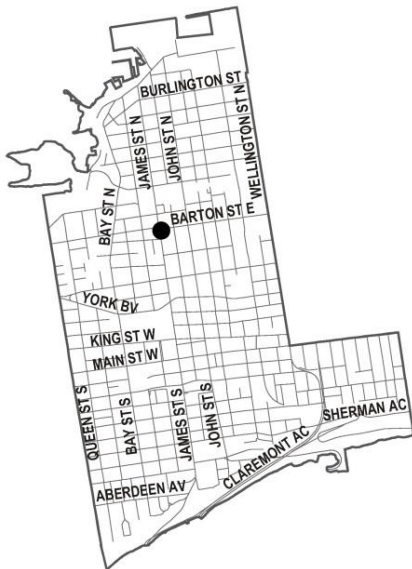 BURLINGTON ST E
JAMES ST N
JOHN ST N
WELLINGTON ST N
BAY ST N
BARTON ST E
YORK BV
KING ST W
MAIN ST W
QUEEN ST S
BAY ST S
JAMES ST S
JOHN ST S
SHERMAN AC
CLAREMONT AC
ABERDEEN AV